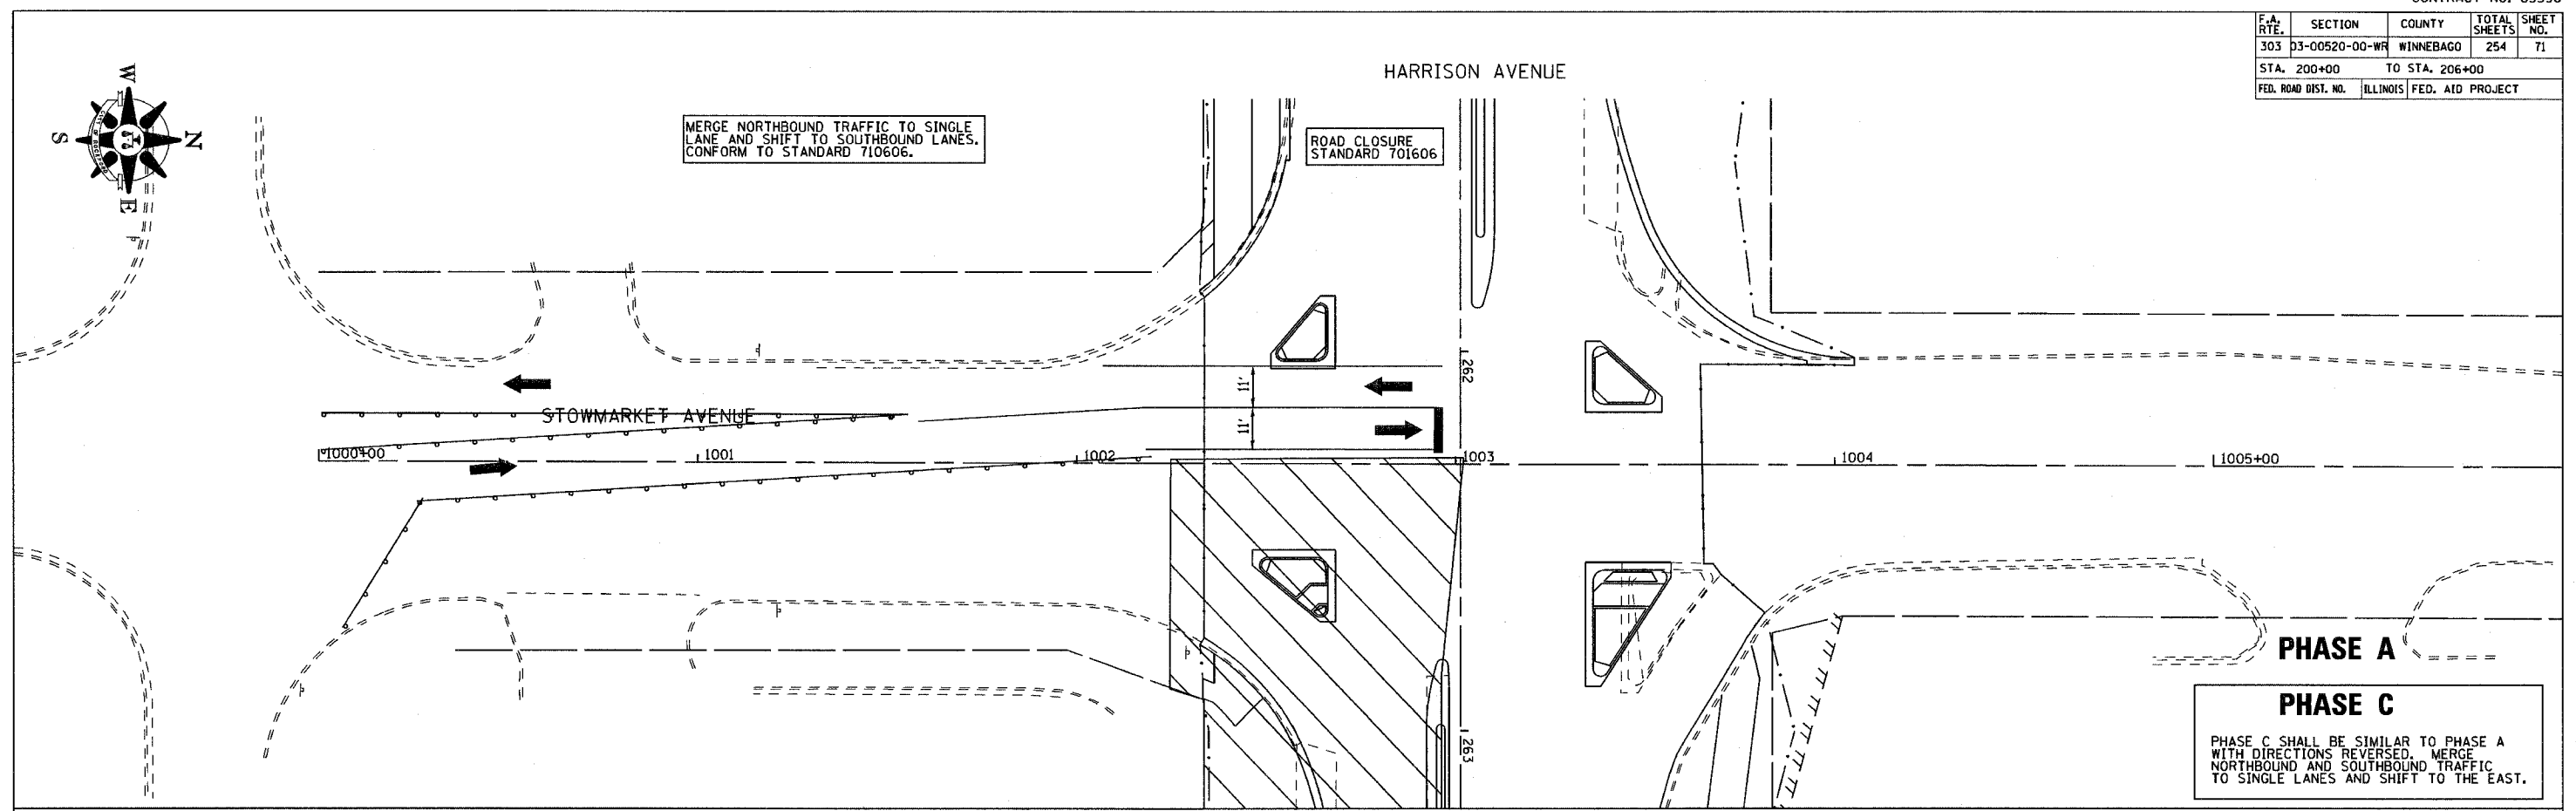 F.A. RTE. SECTION COUNTY TOTAL SHEETS SHEET NO.
303 03-00520-00-WR WINNEBAGO 254 71
STA. 200+00 TO STA. 206+00
FED. ROAD DIST. NO. ILLINOIS FED. AID PROJECT
HARRISON AVENUE
W
N
S
E
MERGE NORTHBOUND TRAFFIC TO SINGLE
LANE AND SHIFT TO SOUTHBOUND LANES.
CONFORM TO STANDARD 710606.
ROAD CLOSURE
STANDARD 701606
262
11'
11'
STOWMARKET AVENUE
1000+00
1001
1002
1003
1004
1005+00
263
PHASE A
PHASE C
PHASE C SHALL BE SIMILAR TO PHASE A
WITH DIRECTIONS REVERSED. MERGE
NORTHBOUND AND SOUTHBOUND TRAFFIC
TO SINGLE LANES AND SHIFT TO THE EAST.